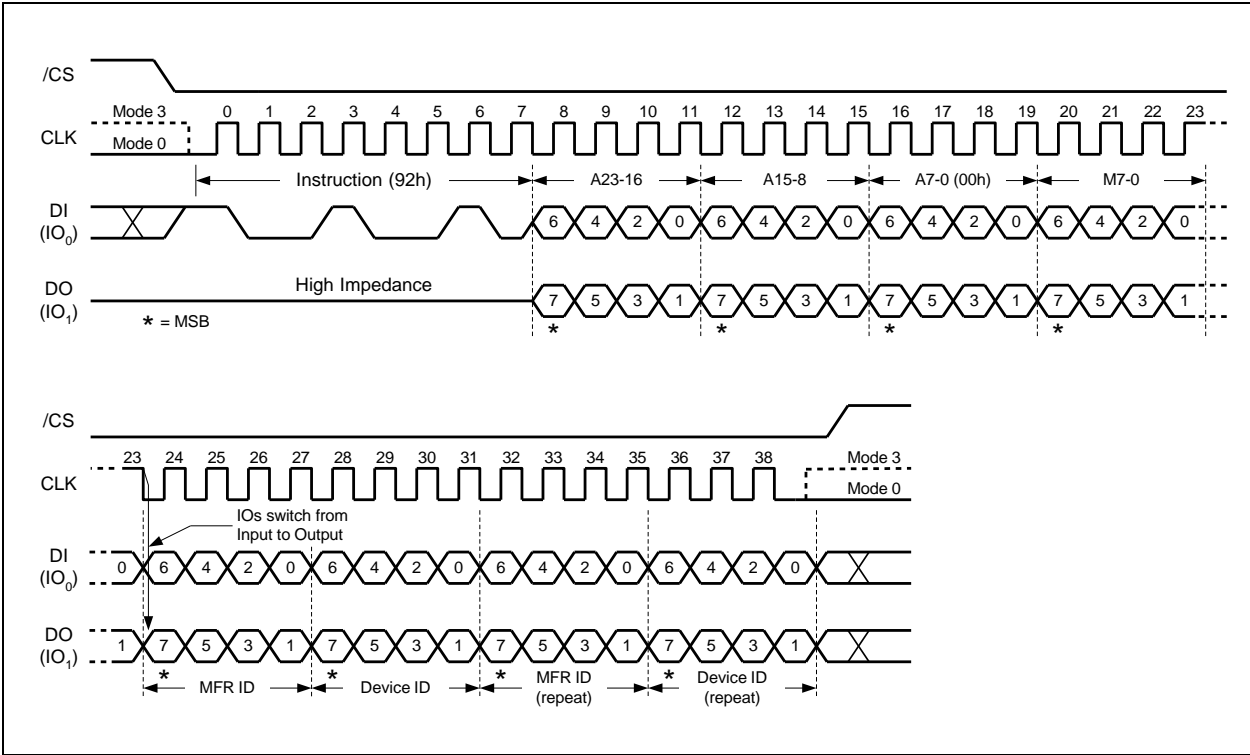 /CS
Mode 3 0 1 2 3 4 5 6 7 8 9 10 11 12 13 14 15 16 17 18 19 20 21 22 23
CLK
Mode 0
Instruction (92h) A23-16 A15-8 A7-0 (00h) M7-0
DI
(IO0) 6 4 2 0 6 4 2 0 6 4 2 0 6 4 2 0
High Impedance
DO
(IO1) 7 5 3 1 7 5 3 1 7 5 3 1 7 5 3 1
* = MSB * * * *
/CS
23 24 25 26 27 28 29 30 31 32 33 34 35 36 37 38 Mode 3
CLK
Mode 0
IOs switch from
Input to Output
DI
(IO0) 0 6 4 2 0 6 4 2 0 6 4 2 0 6 4 2 0
DO
(IO1) 1 7 5 3 1 7 5 3 1 7 5 3 1 7 5 3 1
* * * *
MFR ID Device ID MFR ID
(repeat) Device ID
(repeat)